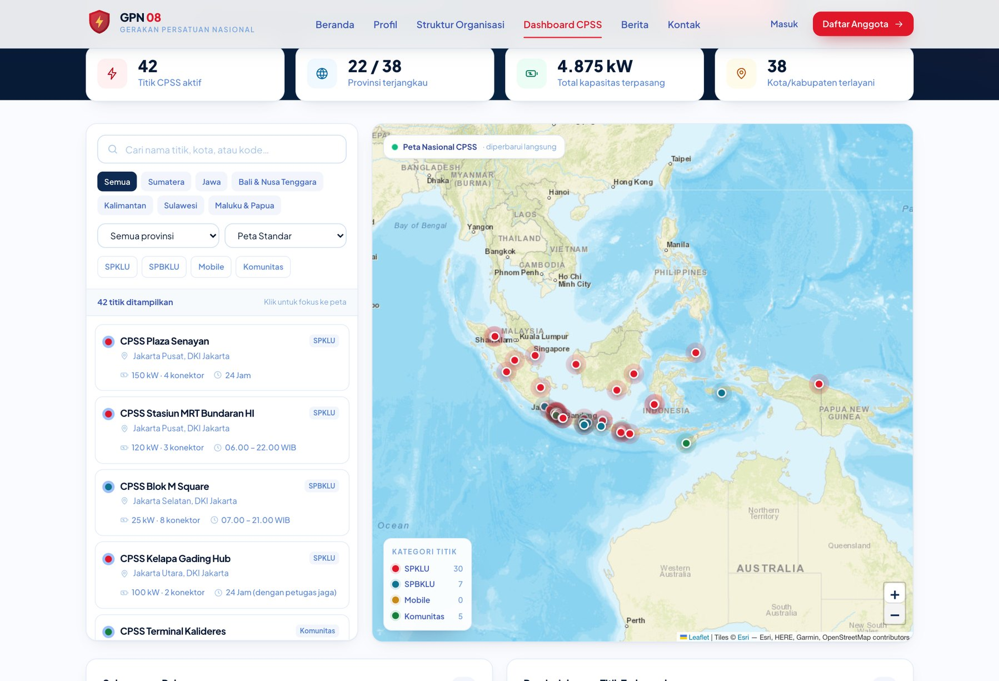 GPN 08
GERAKAN PERSATUAN NASIONAL
Beranda
Profil
Struktur Organisasi
Dashboard CPSS
Berita
Kontak
Masuk
Daftar Anggota →
42
Titik CPSS aktif
22 / 38
Provinsi terjangkau
4.875 kW
Total kapasitas terpasang
38
Kota/kabupaten terlayani
Cari nama titik, kota, atau kode...
Semua
Sumatera
Jawa
Bali & Nusa Tenggara
Kalimantan
Sulawesi
Maluku & Papua
Semua provinsi
Peta Standar
SPKLU
SPBKLU
Mobile
Komunitas
42 titik ditampilkan
Klik untuk fokus ke peta
CPSS Plaza Senayan
SPKLU
Jakarta Pusat, DKI Jakarta
150 kW · 4 konektor
24 Jam
CPSS Stasiun MRT Bundaran HI
SPKLU
Jakarta Pusat, DKI Jakarta
120 kW · 3 konektor
06.00 – 22.00 WIB
CPSS Blok M Square
SPBKLU
Jakarta Selatan, DKI Jakarta
25 kW · 8 konektor
07.00 – 21.00 WIB
CPSS Kelapa Gading Hub
SPKLU
Jakarta Utara, DKI Jakarta
100 kW · 2 konektor
24 Jam (dengan petugas jaga)
CPSS Terminal Kalideres
Komunitas
Peta Nasional CPSS · diperbarui langsung
BANGLADESH
Dhaka
MYANMAR
(BURMA)
Taipei
Hong Kong
Hanoi
LAOS
Bay of Bengal
Yangon
THAILAND
VIETNAM
Bangkok
CAMBODIA
Phnom Penh
Ho Chi
Minh City
Manila
PHILIPPINES
MALAYSIA
Kuala Lumpur
Singapore
Bandung
INDONESIA
PAPUA NEW
GUINEA
Ocean
Northern
Territory
Queensland
Western
Australia
AUSTRALIA
South
Australia
New South
Wales
Perth
KATEGORI TITIK
SPKLU 30
SPBKLU 7
Mobile 0
Komunitas 5
+
−
Leaflet | Tiles © Esri — Esri, HERE, Garmin, OpenStreetMap contributors